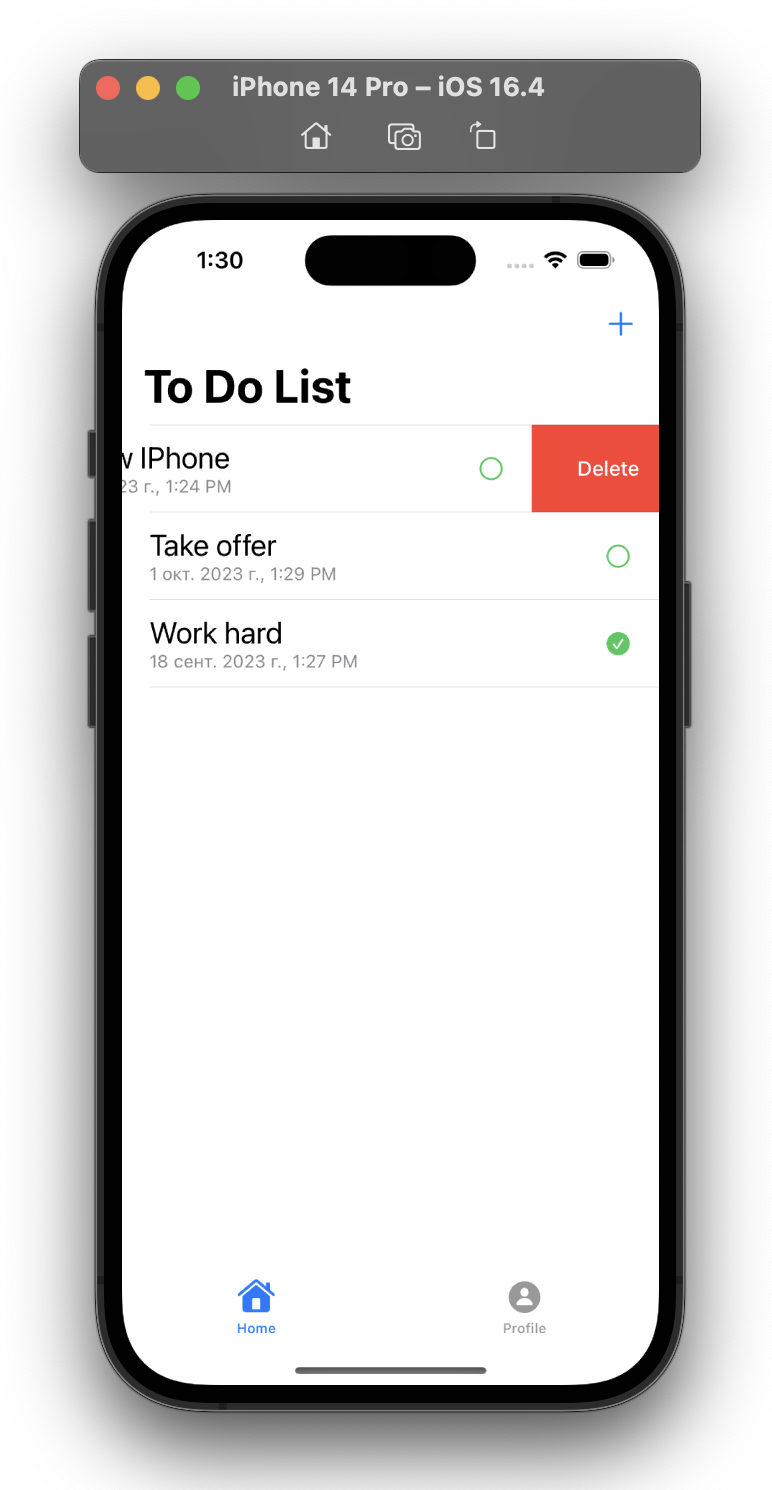 iPhone 14 Pro – iOS 16.4
1:30
To Do List
w IPhone
23 г., 1:24 PM
Delete
Take offer
1 окт. 2023 г., 1:29 PM
Work hard
18 сент. 2023 г., 1:27 PM
Home
Profile